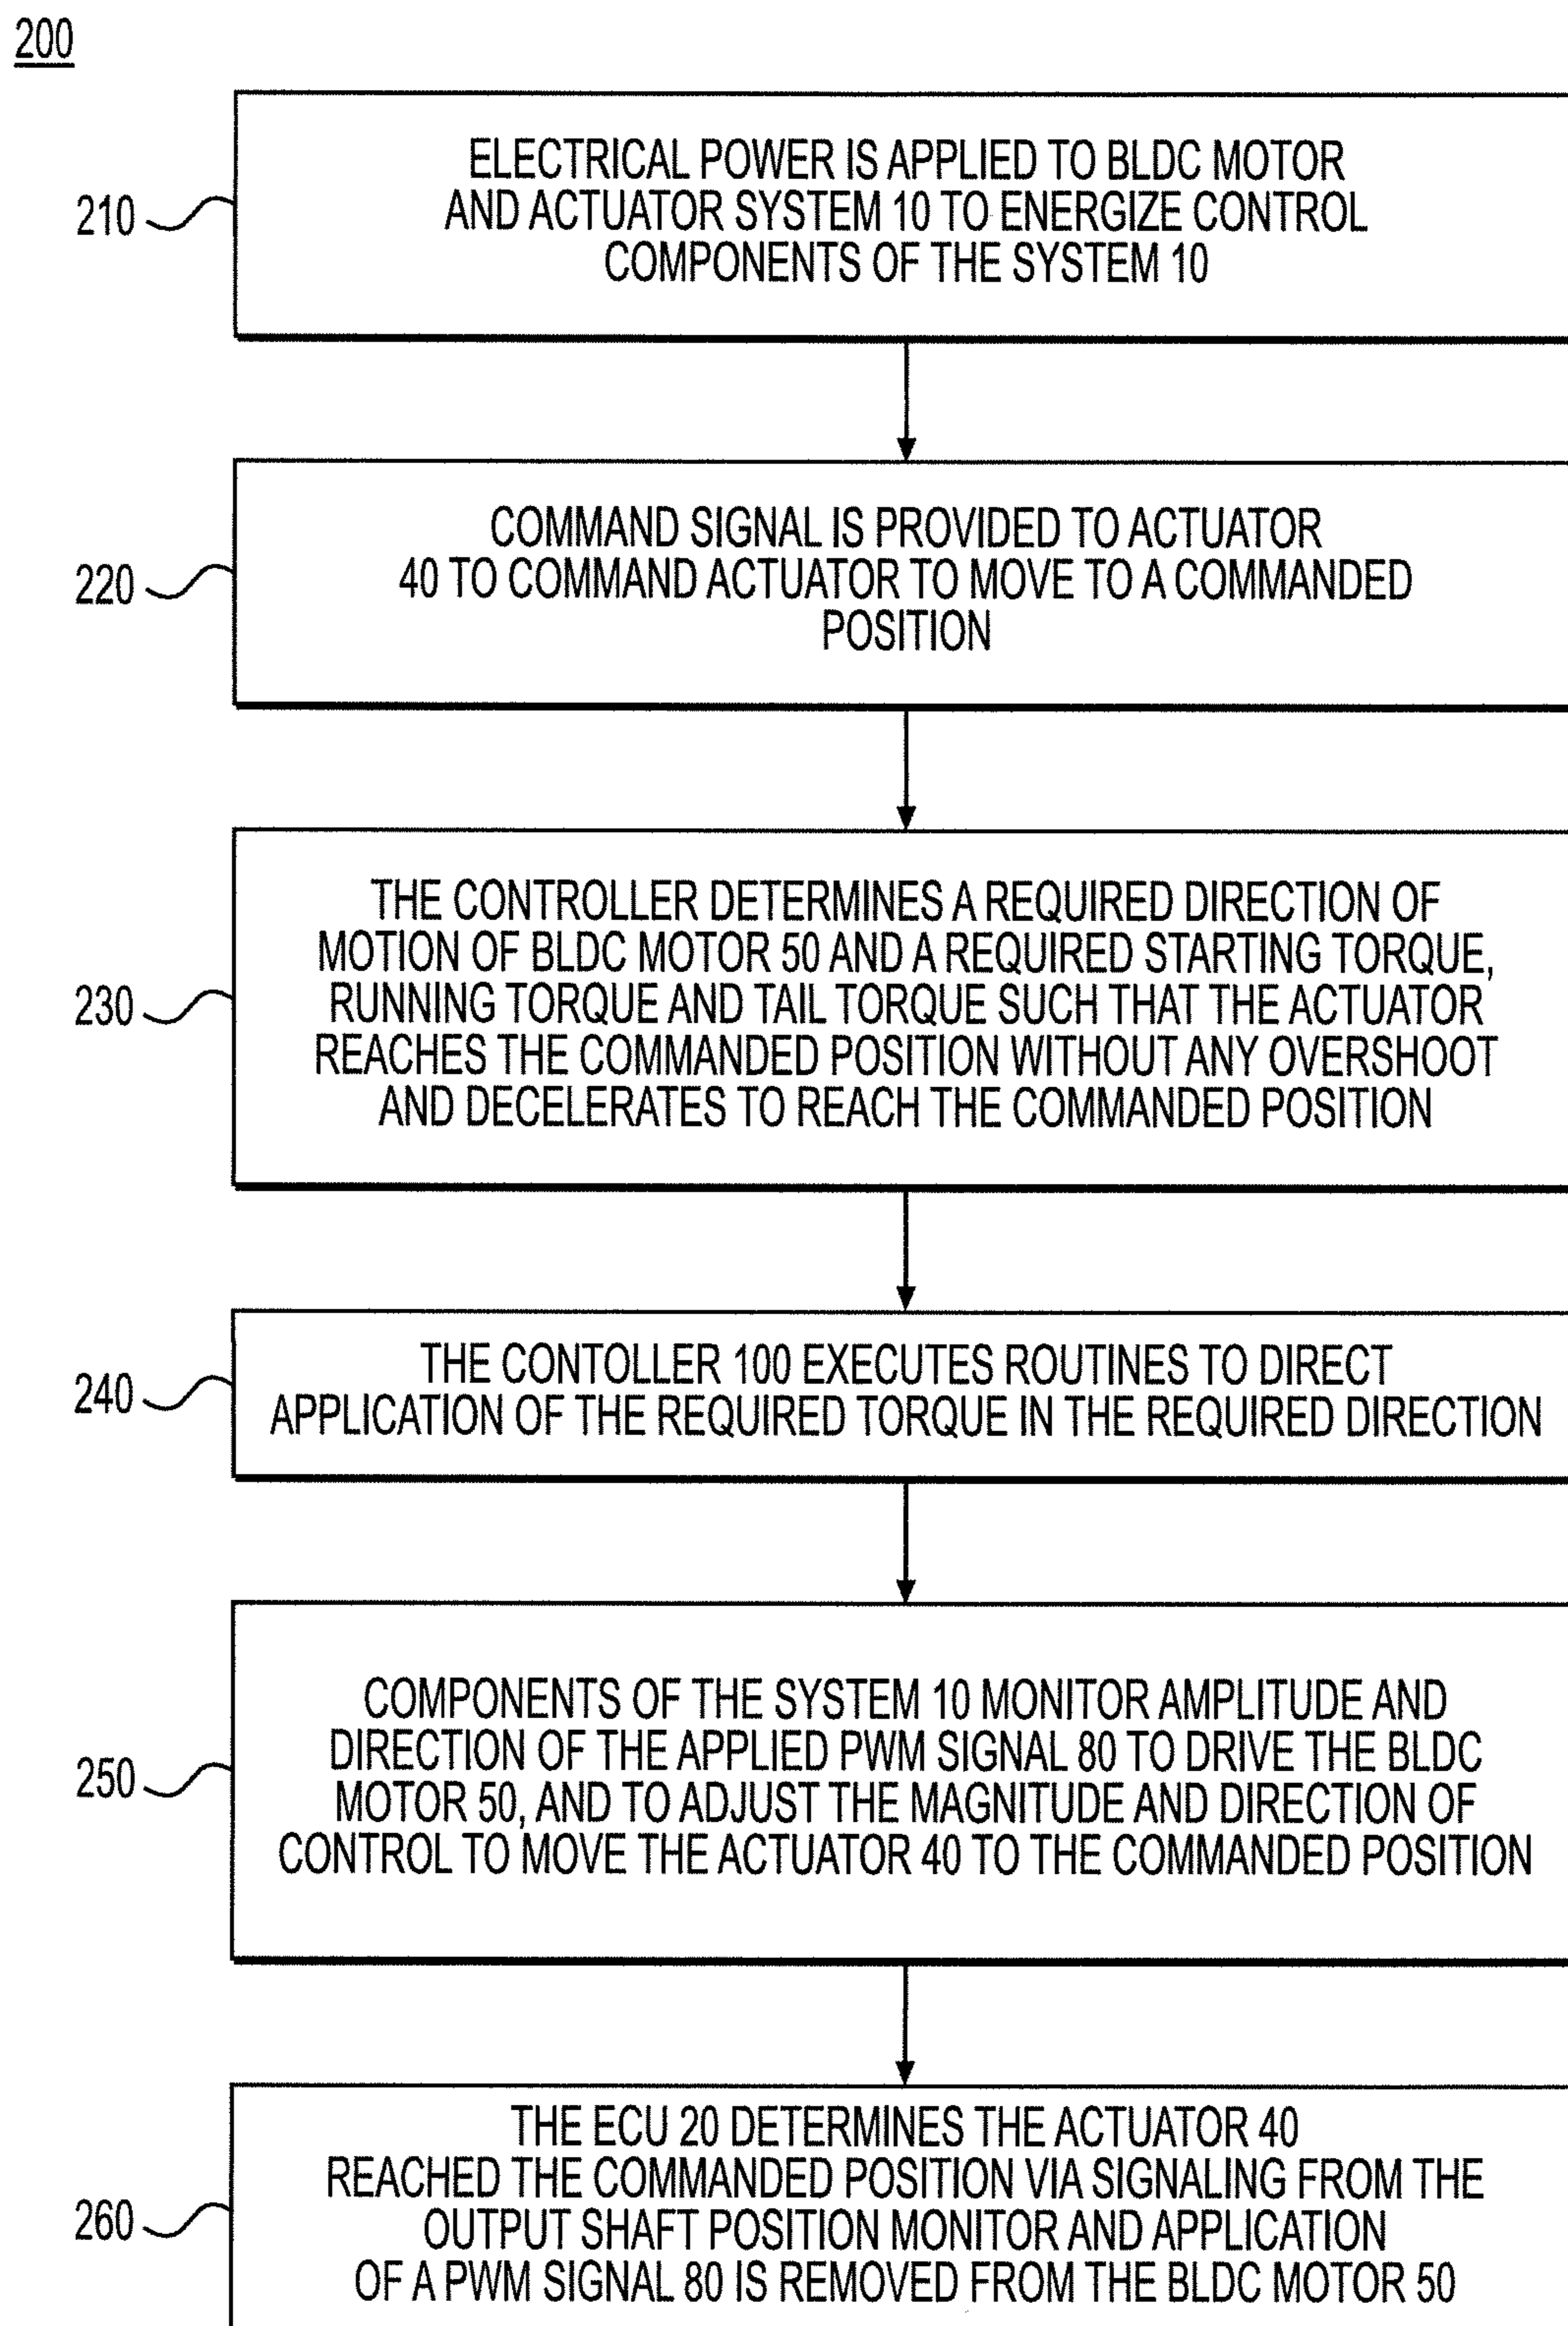 200
ELECTRICAL POWER IS APPLIED TO BLDC MOTOR
AND ACTUATOR SYSTEM 10 TO ENERGIZE CONTROL
COMPONENTS OF THE SYSTEM 10
210
COMMAND SIGNAL IS PROVIDED TO ACTUATOR
40 TO COMMAND ACTUATOR TO MOVE TO A COMMANDED
POSITION
220
THE CONTROLLER DETERMINES A REQUIRED DIRECTION OF
MOTION OF BLDC MOTOR 50 AND A REQUIRED STARTING TORQUE,
RUNNING TORQUE AND TAIL TORQUE SUCH THAT THE ACTUATOR
REACHES THE COMMANDED POSITION WITHOUT ANY OVERSHOOT
AND DECELERATES TO REACH THE COMMANDED POSITION
230
THE CONTOLLER 100 EXECUTES ROUTINES TO DIRECT
APPLICATION OF THE REQUIRED TORQUE IN THE REQUIRED DIRECTION
240
COMPONENTS OF THE SYSTEM 10 MONITOR AMPLITUDE AND
DIRECTION OF THE APPLIED PWM SIGNAL 80 TO DRIVE THE BLDC
MOTOR 50, AND TO ADJUST THE MAGNITUDE AND DIRECTION OF
CONTROL TO MOVE THE ACTUATOR 40 TO THE COMMANDED POSITION
250
THE ECU 20 DETERMINES THE ACTUATOR 40
REACHED THE COMMANDED POSITION VIA SIGNALING FROM THE
OUTPUT SHAFT POSITION MONITOR AND APPLICATION
OF A PWM SIGNAL 80 IS REMOVED FROM THE BLDC MOTOR 50
260